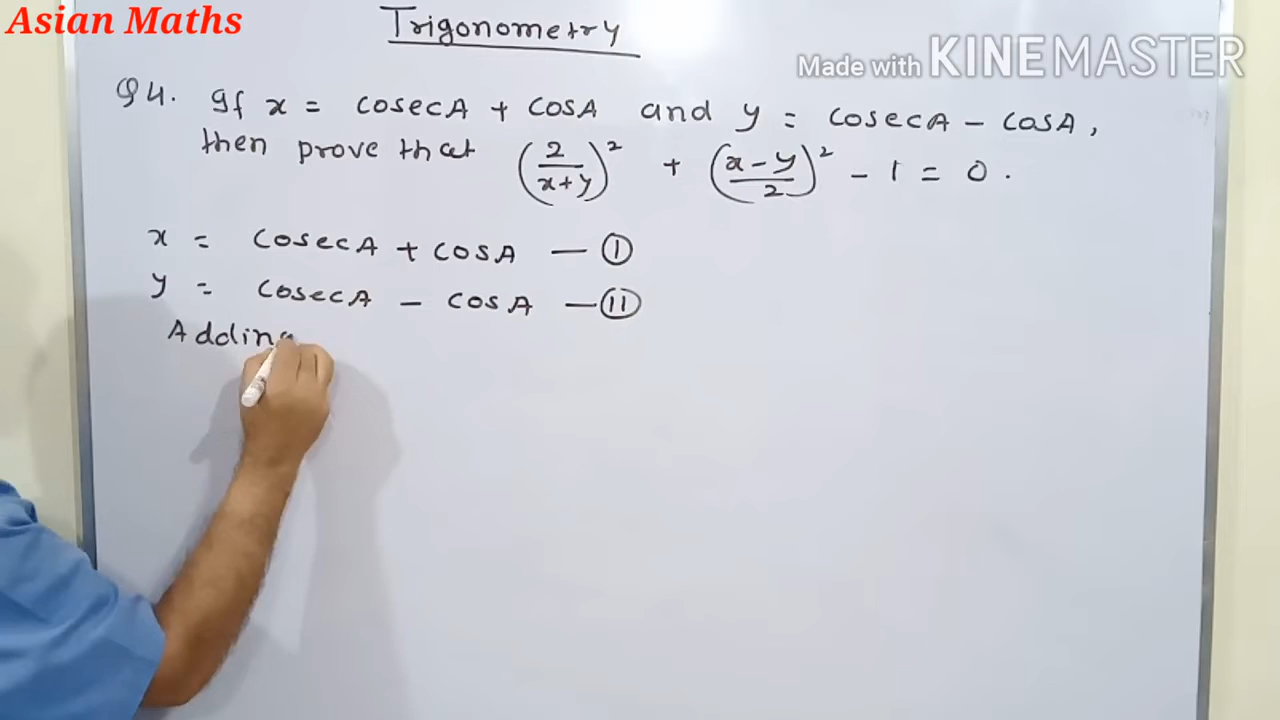 Asian Maths
Trigonometry
Made with KINEMASTER
Q4. If x = cosecA + cosA and y = cosecA - cosA,
then prove that (2/x+y)² + (x-y/2)² - 1 = 0.
x = cosecA + cosA — ①
y = cosecA - cosA — ⑪
Adding